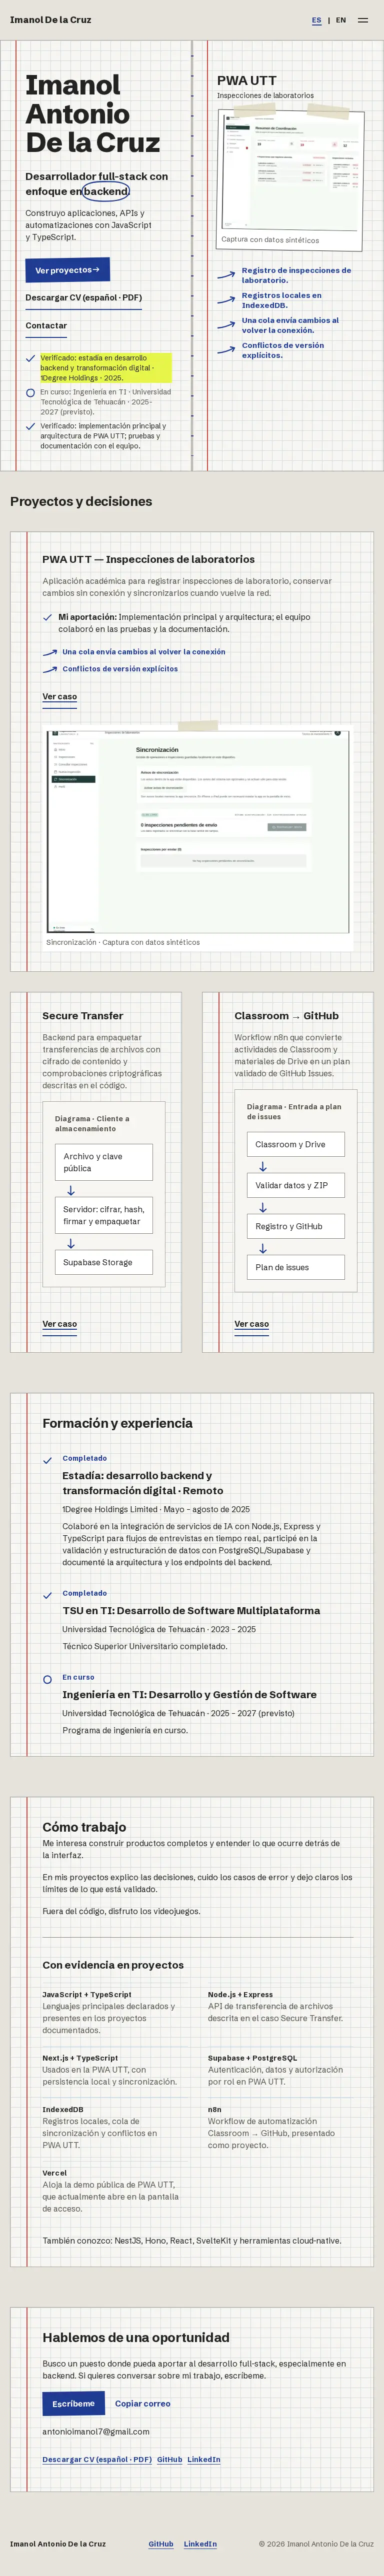 Imanol De la Cruz
ES | EN
Imanol
Antonio
De la Cruz
Desarrollador full-stack con
enfoque en backend.
Construyo aplicaciones, APIs y
automatizaciones con JavaScript
y TypeScript.
Ver proyectos→
Descargar CV (español · PDF)
Contactar
Verificado: estadía en desarrollo
backend y transformación digital ·
1Degree Holdings · 2025.
En curso: Ingeniería en TI · Universidad
Tecnológica de Tehuacán · 2025-
2027 (previsto).
Verificado: implementación principal y
arquitectura de PWA UTT; pruebas y
documentación con el equipo.
PWA UTT
Inspecciones de laboratorios
Resumen de Coordinación
Captura con datos sintéticos
Registro de inspecciones de
laboratorio.
Registros locales en
IndexedDB.
Una cola envía cambios al
volver la conexión.
Conflictos de versión
explícitos.
Proyectos y decisiones
PWA UTT — Inspecciones de laboratorios
Aplicación académica para registrar inspecciones de laboratorio, conservar
cambios sin conexión y sincronizarlos cuando vuelve la red.
Mi aportación: Implementación principal y arquitectura; el equipo
colaboró en las pruebas y la documentación.
Una cola envía cambios al volver la conexión
Conflictos de versión explícitos
Ver caso
Sincronización
0 inspecciones pendientes de envío
Sincronización · Captura con datos sintéticos
Secure Transfer
Backend para empaquetar
transferencias de archivos con
cifrado de contenido y
comprobaciones criptográficas
descritas en el código.
Diagrama · Cliente a
almacenamiento
Archivo y clave
pública
Servidor: cifrar, hash,
firmar y empaquetar
Supabase Storage
Ver caso
Classroom → GitHub
Workflow n8n que convierte
actividades de Classroom y
materiales de Drive en un plan
validado de GitHub Issues.
Diagrama · Entrada a plan
de issues
Classroom y Drive
Validar datos y ZIP
Registro y GitHub
Plan de issues
Ver caso
Formación y experiencia
Completado
Estadía: desarrollo backend y
transformación digital · Remoto
1Degree Holdings Limited · Mayo – agosto de 2025
Colaboré en la integración de servicios de IA con Node.js, Express y
TypeScript para flujos de entrevistas en tiempo real, participé en la
validación y estructuración de datos con PostgreSQL/Supabase y
documenté la arquitectura y los endpoints del backend.
Completado
TSU en TI: Desarrollo de Software Multiplataforma
Universidad Tecnológica de Tehuacán · 2023 – 2025
Técnico Superior Universitario completado.
En curso
Ingeniería en TI: Desarrollo y Gestión de Software
Universidad Tecnológica de Tehuacán · 2025 – 2027 (previsto)
Programa de ingeniería en curso.
Cómo trabajo
Me interesa construir productos completos y entender lo que ocurre detrás de
la interfaz.
En mis proyectos explico las decisiones, cuido los casos de error y dejo claros los
límites de lo que está validado.
Fuera del código, disfruto los videojuegos.
Con evidencia en proyectos
JavaScript + TypeScript
Lenguajes principales declarados y
presentes en los proyectos
documentados.
Node.js + Express
API de transferencia de archivos
descrita en el caso Secure Transfer.
Next.js + TypeScript
Usados en la PWA UTT, con
persistencia local y sincronización.
Supabase + PostgreSQL
Autenticación, datos y autorización
por rol en PWA UTT.
IndexedDB
Registros locales, cola de
sincronización y conflictos en
PWA UTT.
n8n
Workflow de automatización
Classroom → GitHub, presentado
como proyecto.
Vercel
Aloja la demo pública de PWA UTT,
que actualmente abre en la pantalla
de acceso.
También conozco: NestJS, Hono, React, SvelteKit y herramientas cloud-native.
Hablemos de una oportunidad
Busco un puesto donde pueda aportar al desarrollo full-stack, especialmente en
backend. Si quieres conversar sobre mi trabajo, escríbeme.
Escríbeme
Copiar correo
antonioimanol7@gmail.com
Descargar CV (español · PDF) GitHub LinkedIn
Imanol Antonio De la Cruz
GitHub LinkedIn
© 2026 Imanol Antonio De la Cruz